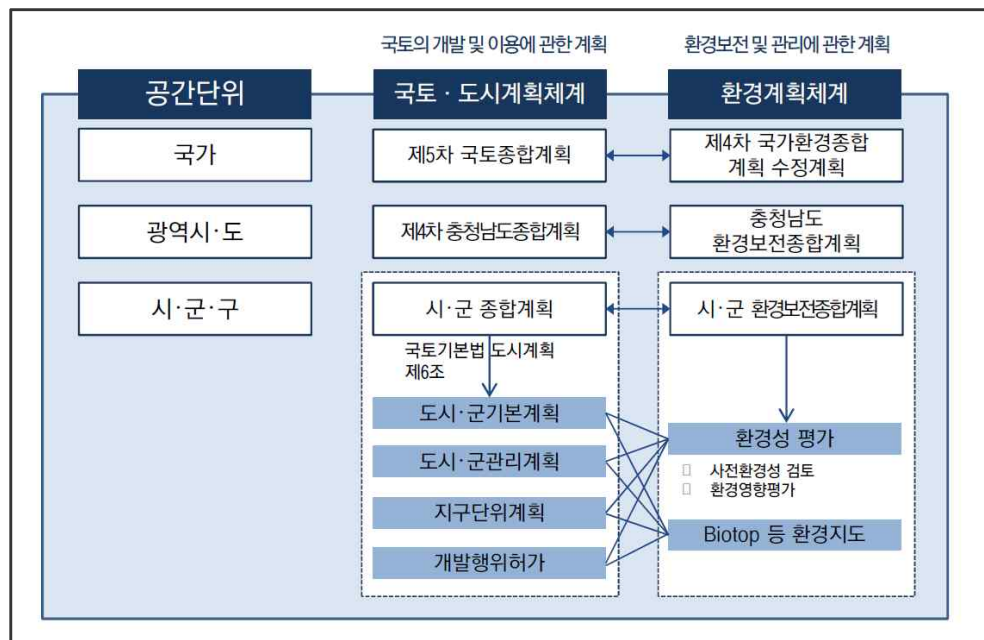 국토의 개발 및 이용에 관한 계획
환경보전 및 관리에 관한 계획
공간단위
국토·도시계획체계
환경계획체계
국가
제5차 국토종합계획
제4차 국가환경종합
계획 수정계획
광역시·도
제4차 충청남도종합계획
충청남도
환경보전종합계획
시·군·구
시·군 종합계획
시·군 환경보전종합계획
국토기본법 도시계획
제6조
도시·군기본계획
도시·군관리계획
지구단위계획
개발행위허가
환경성 평가
사전환경성 검토
환경영향평가
Biotop 등 환경지도